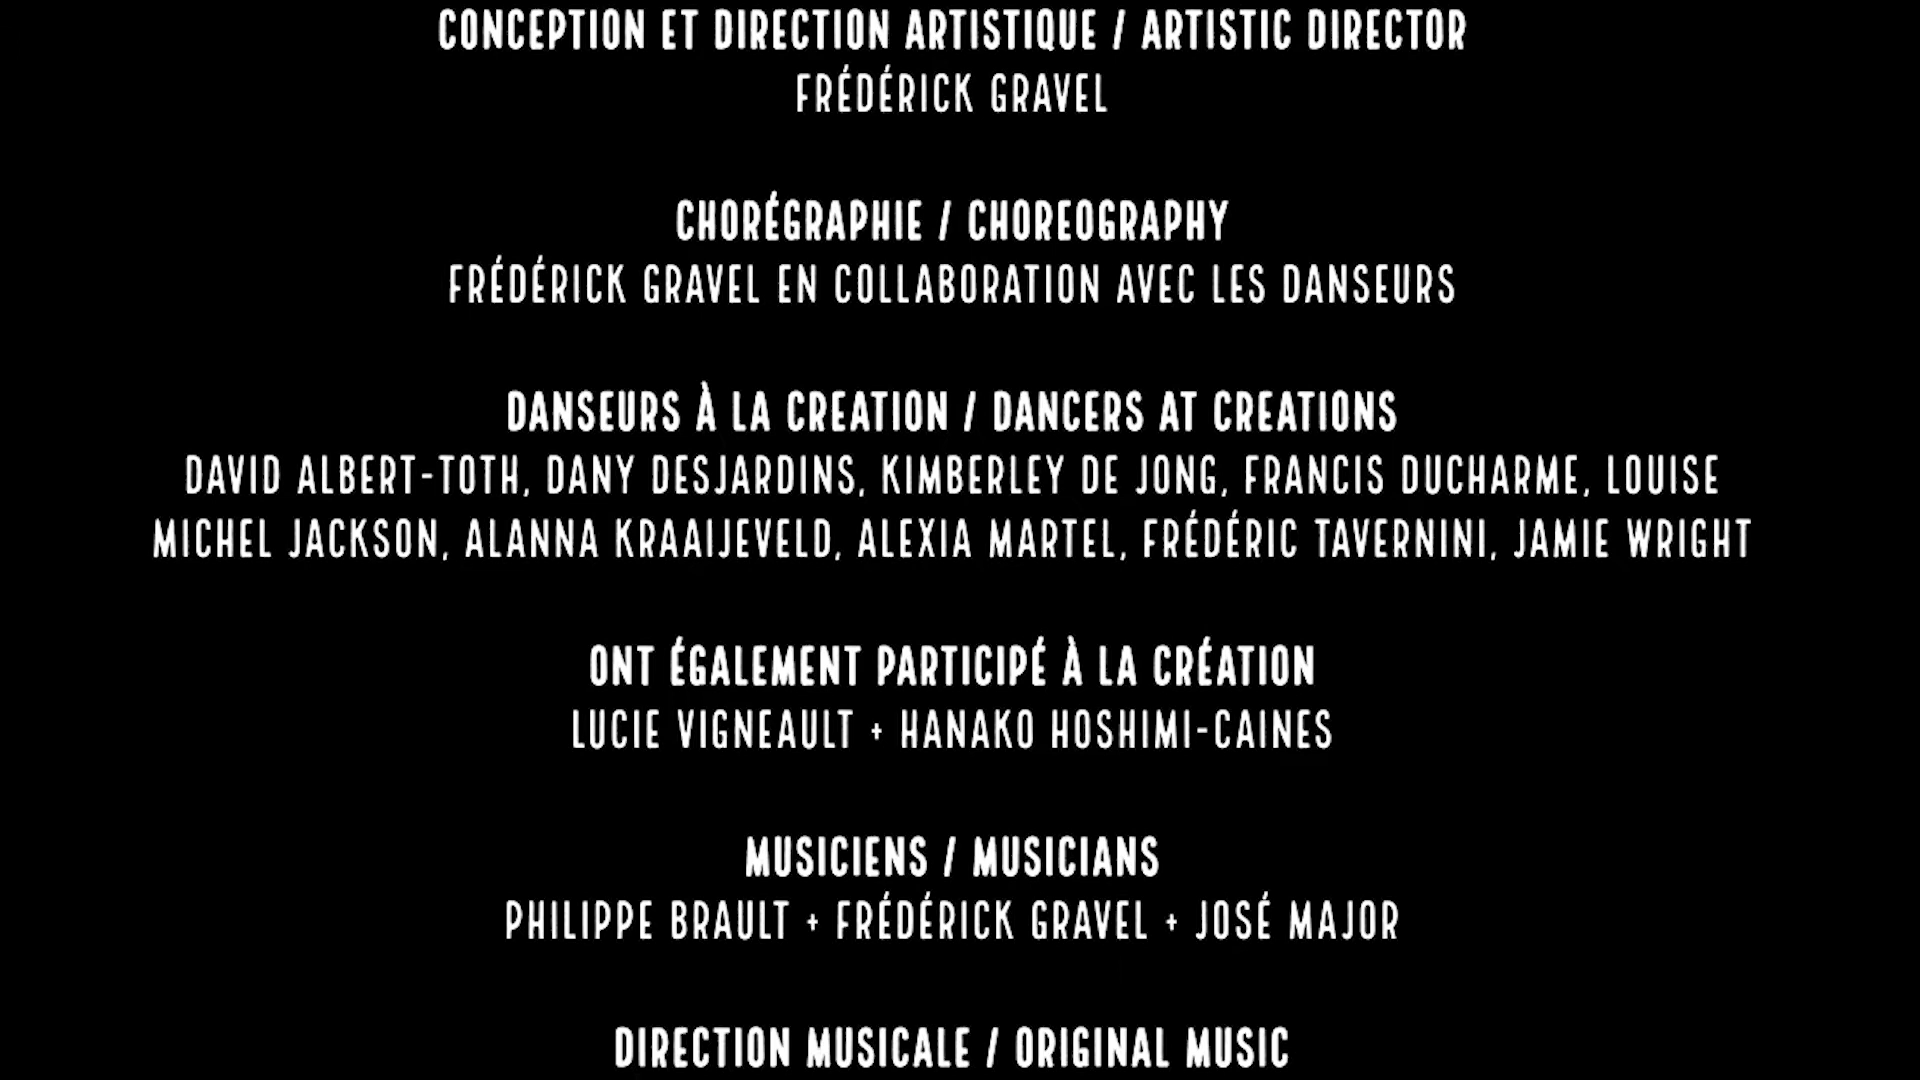 CONCEPTION ET DIRECTION ARTISTIQUE / ARTISTIC DIRECTOR
FRÉDÉRICK GRAVEL
CHORÉGRAPHIE / CHOREOGRAPHY
FRÉDÉRICK GRAVEL EN COLLABORATION AVEC LES DANSEURS
DANSEURS À LA CREATION / DANCERS AT CREATIONS
DAVID ALBERT-TOTH, DANY DESJARDINS, KIMBERLEY DE JONG, FRANCIS DUCHARME, LOUISE
MICHEL JACKSON, ALANNA KRAAIJEVELD, ALEXIA MARTEL, FRÉDÉRIC TAVERNINI, JAMIE WRIGHT
ONT ÉGALEMENT PARTICIPÉ À LA CRÉATION
LUCIE VIGNEAULT + HANAKO HOSHIMI-CAINES
MUSICIENS / MUSICIANS
PHILIPPE BRAULT + FRÉDÉRICK GRAVEL + JOSÉ MAJOR
DIRECTION MUSICALE / ORIGINAL MUSIC